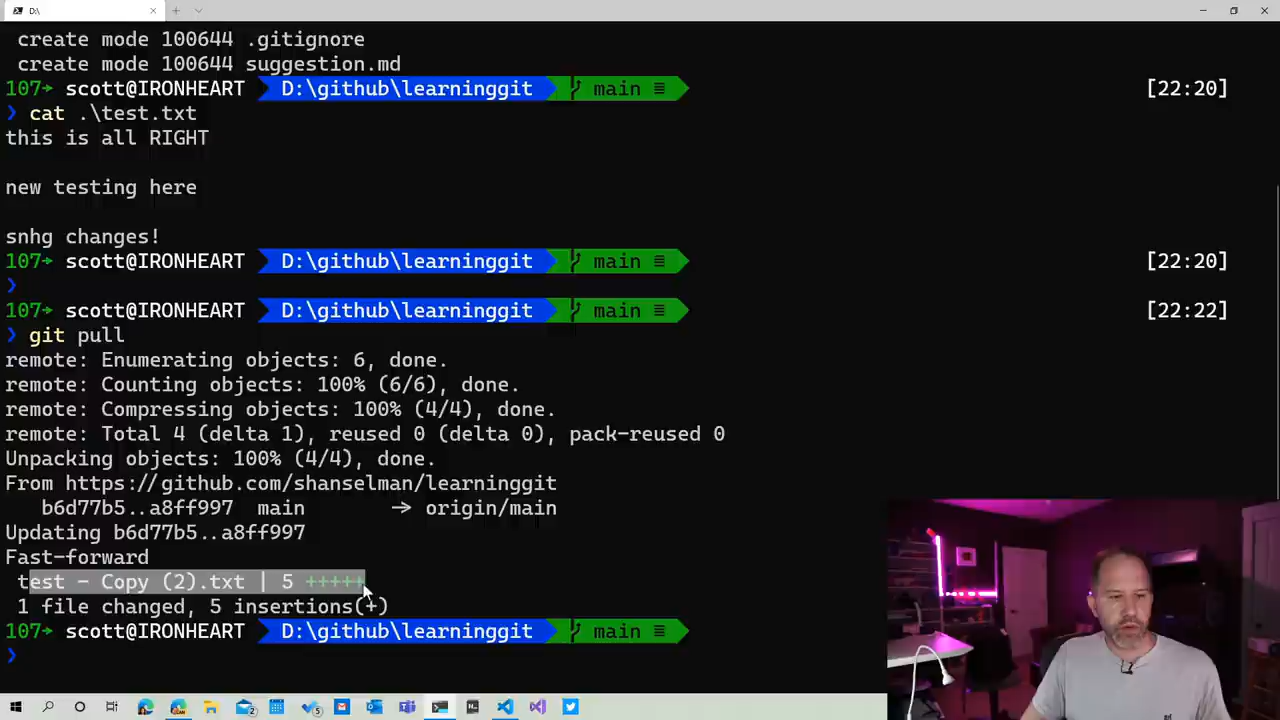 D:\
create mode 100644 .gitignore
create mode 100644 suggestion.md
107→ scott@IRONHEART D:\github\learninggit main ≡ [22:20]
❯ cat .\test.txt
this is all RIGHT
new testing here
snhg changes!
107→ scott@IRONHEART D:\github\learninggit main ≡ [22:20]
❯
107→ scott@IRONHEART D:\github\learninggit main ≡ [22:22]
❯ git pull
remote: Enumerating objects: 6, done.
remote: Counting objects: 100% (6/6), done.
remote: Compressing objects: 100% (4/4), done.
remote: Total 4 (delta 1), reused 0 (delta 0), pack-reused 0
Unpacking objects: 100% (4/4), done.
From https://github.com/shanselman/learninggit
b6d77b5..a8ff997 main -> origin/main
Updating b6d77b5..a8ff997
Fast-forward
test - Copy (2).txt | 5 +++++
1 file changed, 5 insertions(+)
107→ scott@IRONHEART D:\github\learninggit main ≡
❯